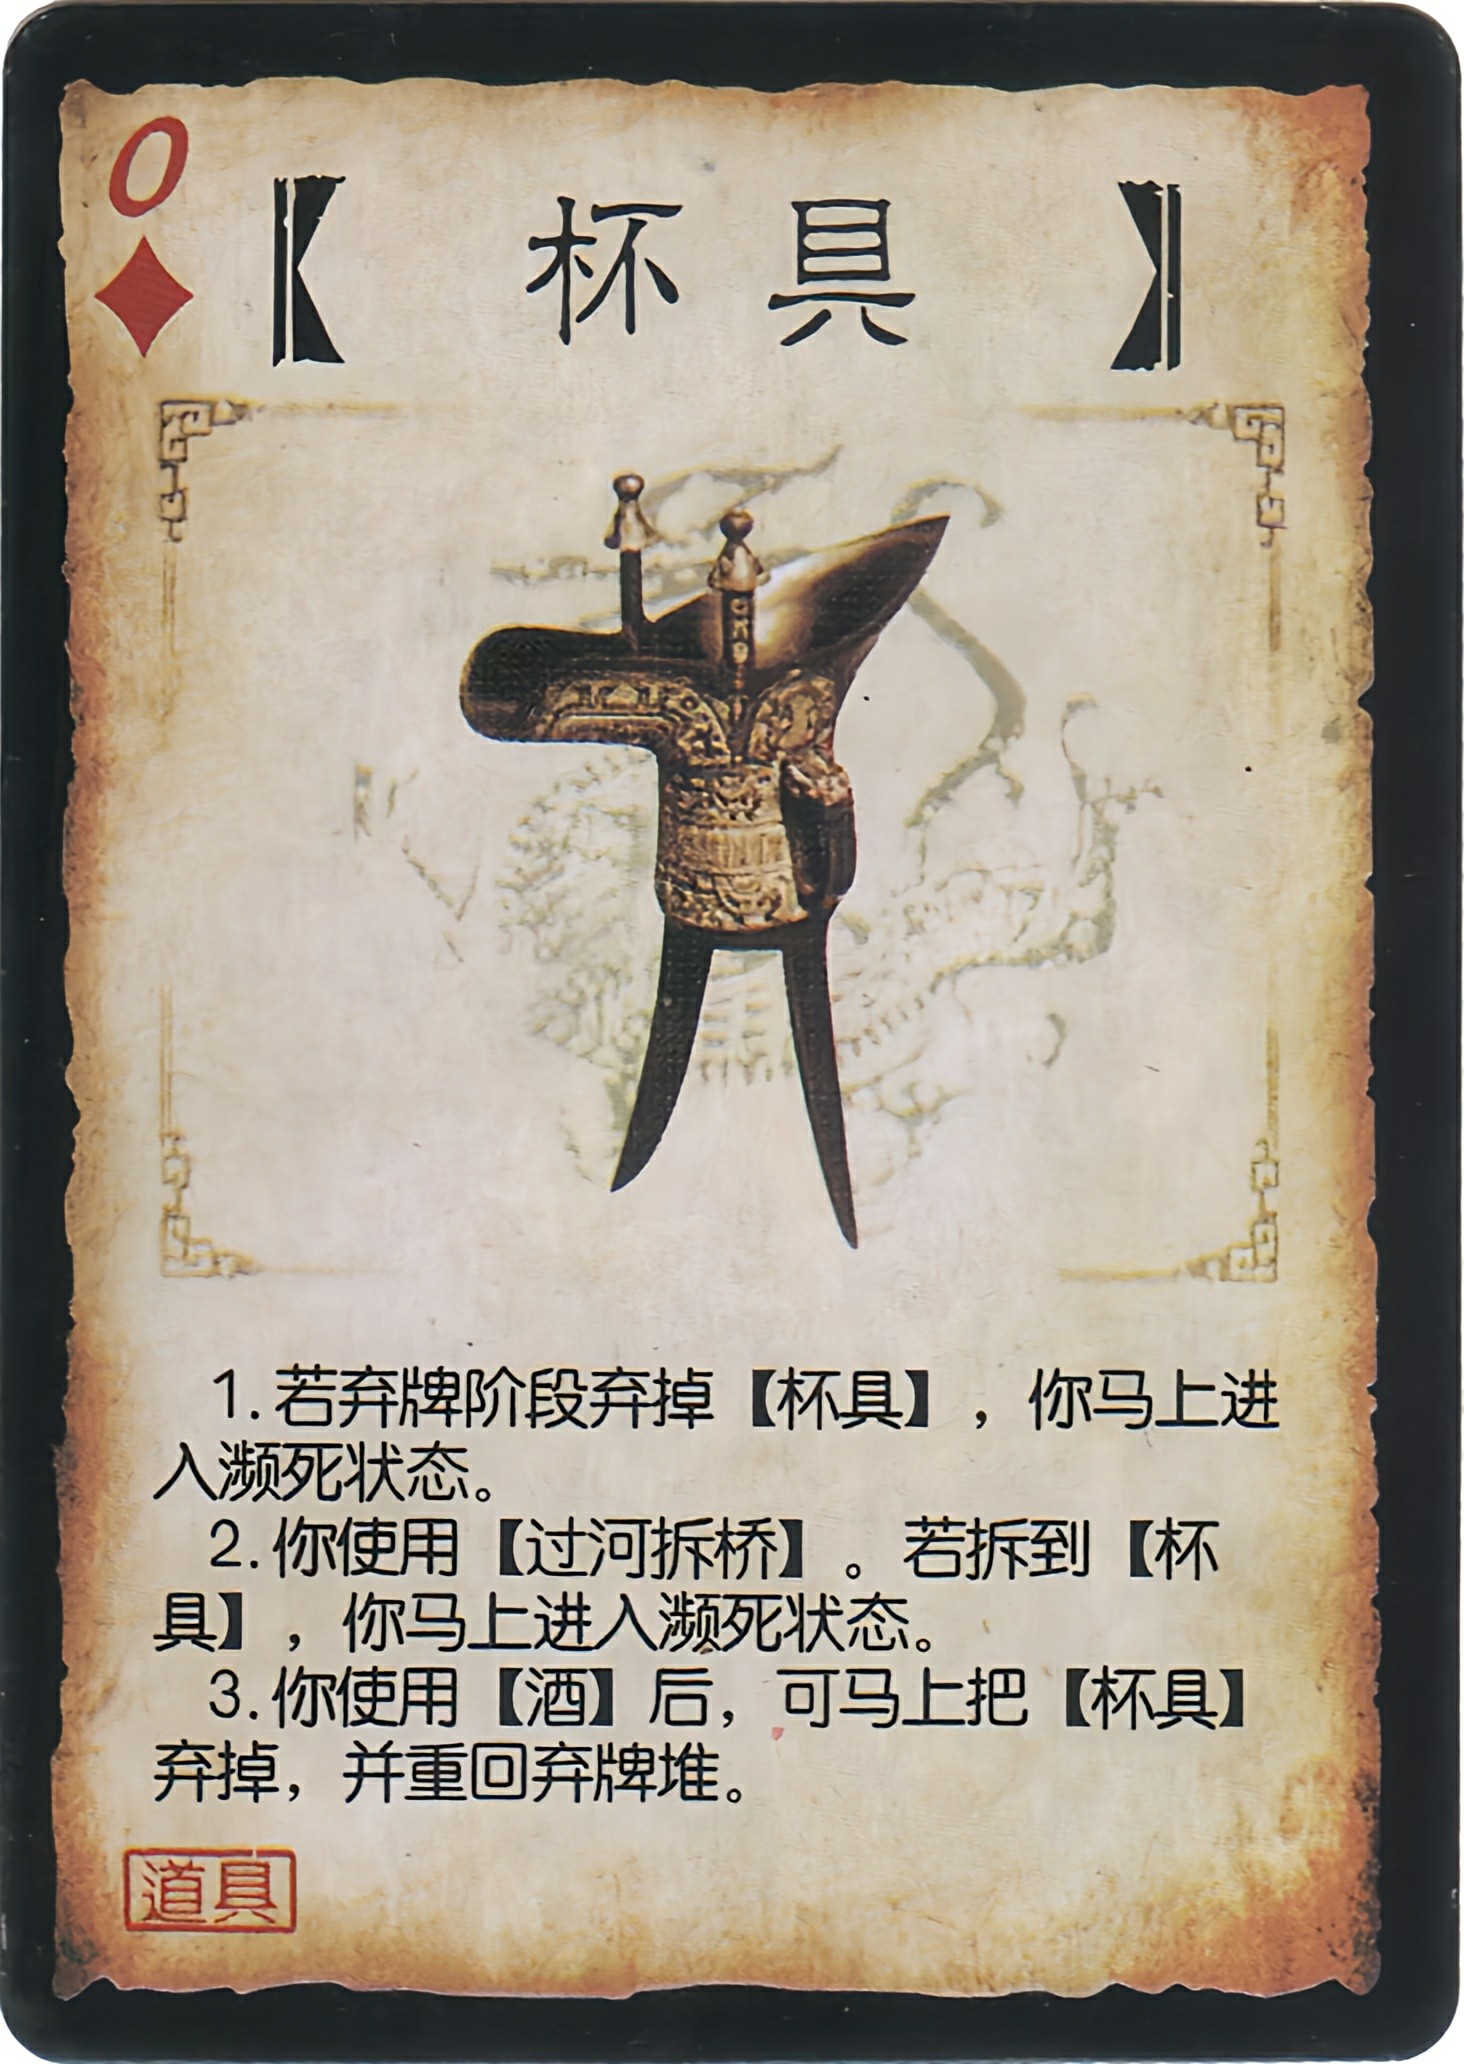 0
【杯具】
1.若弃牌阶段弃掉【杯具】，你马上进
入濒死状态。
2.你使用【过河拆桥】。若拆到【杯
具】，你马上进入濒死状态。
3.你使用【酒】后，可马上把【杯具】
弃掉，并重回弃牌堆。
道具